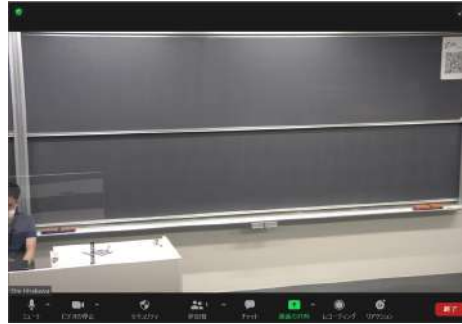 ミュート
ビデオの停止
セキュリティ
参加者
チャット
画面の共有
レコーディング
リアクション
終了